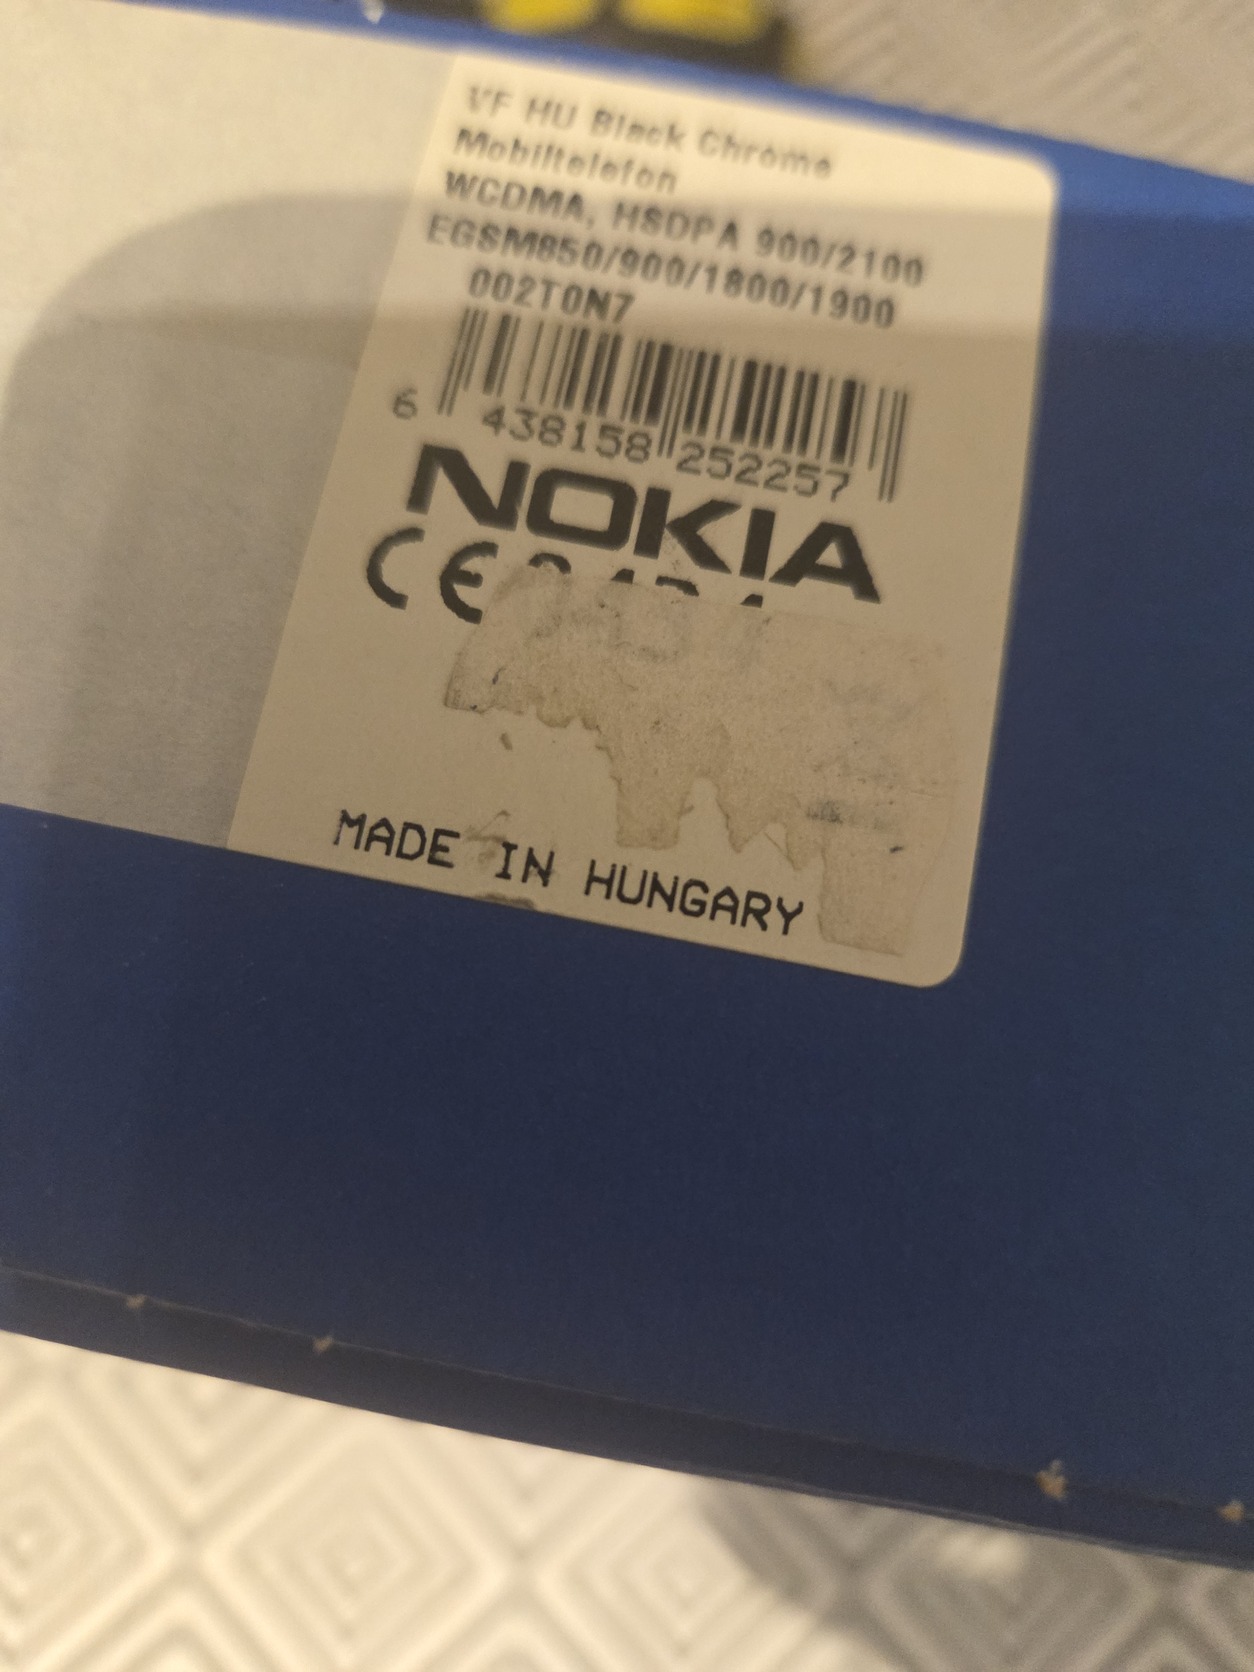 VF HU Black Chrome
Mobiltelefon
WCDMA, HSDPA 900/2100
EGSM850/900/1800/1900
002T0N7
6 438158 252257
NOKIA
CE
MADE IN HUNGARY